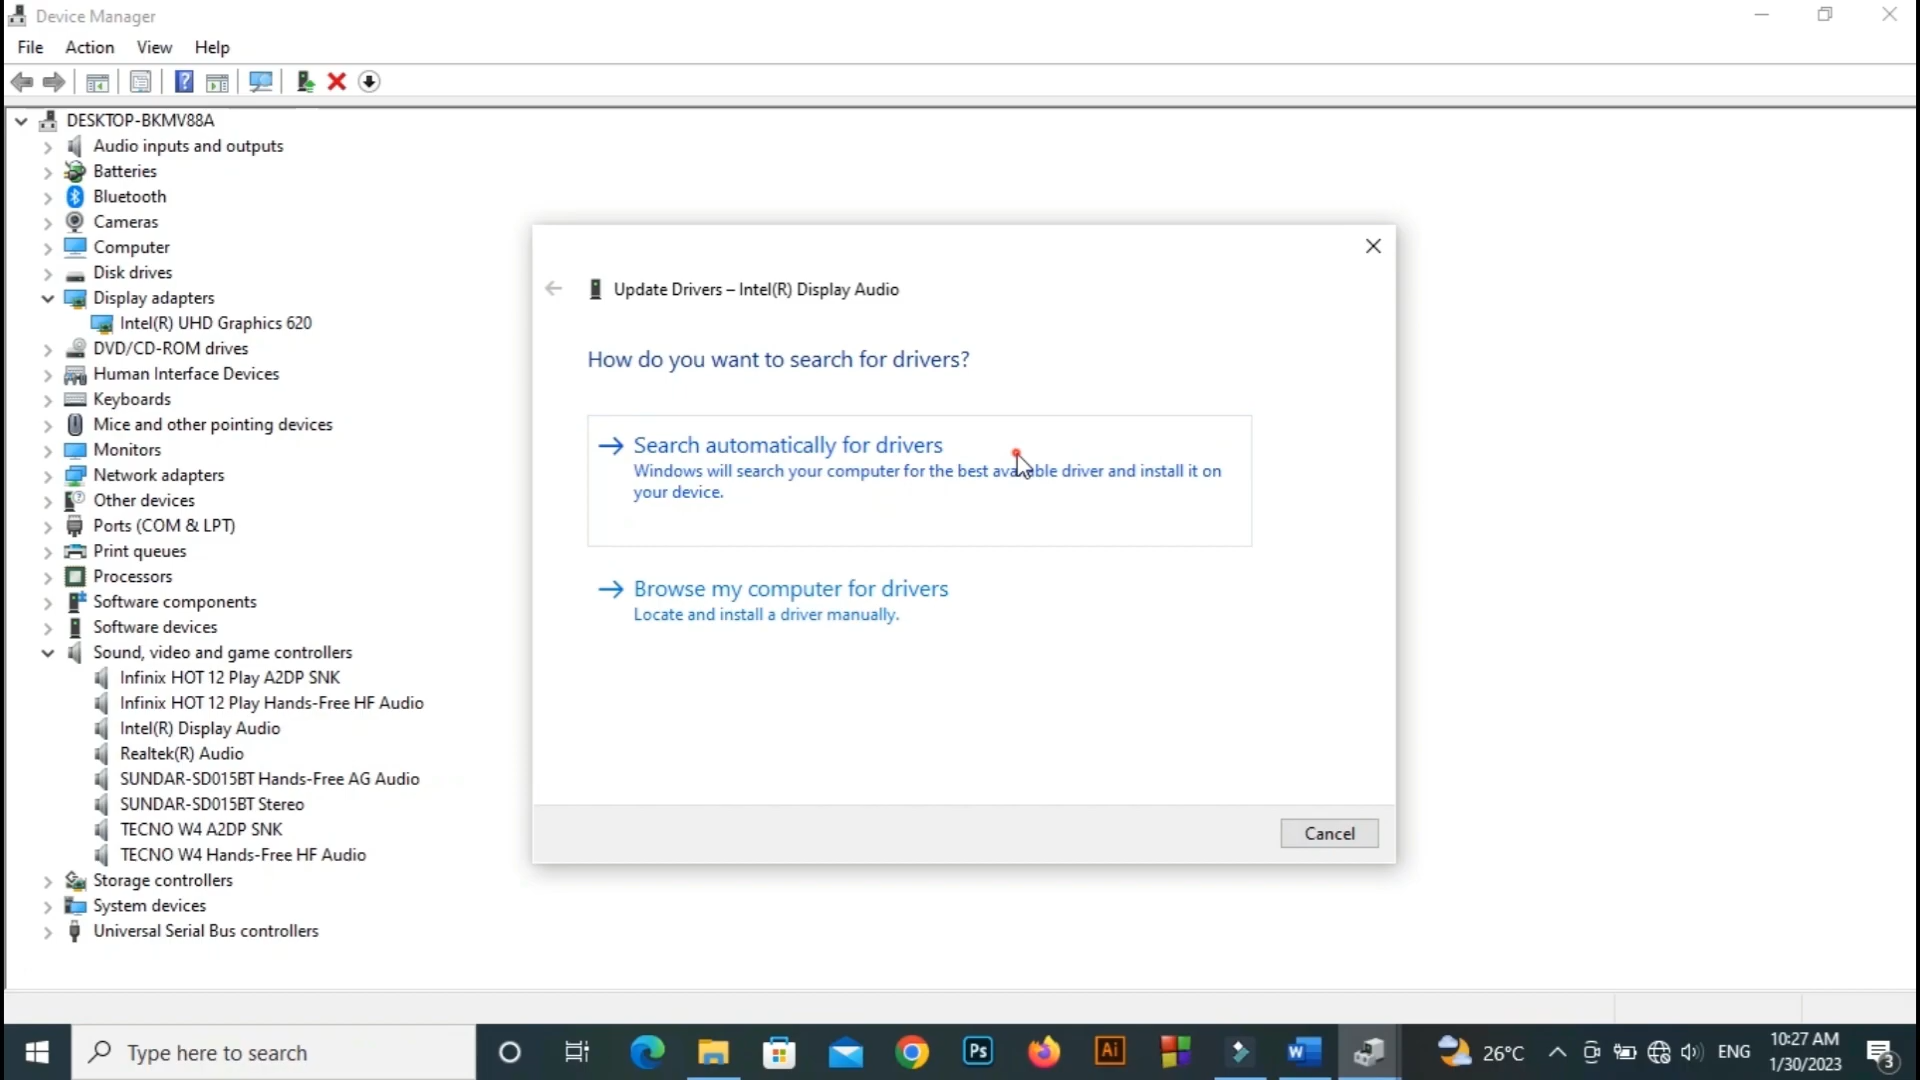 Device Manager
File Action View Help
DESKTOP-BKMV88A
Audio inputs and outputs
Batteries
Bluetooth
Cameras
Computer
Disk drives
Display adapters
Intel(R) UHD Graphics 620
DVD/CD-ROM drives
Human Interface Devices
Keyboards
Mice and other pointing devices
Monitors
Network adapters
Other devices
Ports (COM & LPT)
Print queues
Processors
Software components
Software devices
Sound, video and game controllers
Infinix HOT 12 Play A2DP SNK
Infinix HOT 12 Play Hands-Free HF Audio
Intel(R) Display Audio
Realtek(R) Audio
SUNDAR-SD015BT Hands-Free AG Audio
SUNDAR-SD015BT Stereo
TECNO W4 A2DP SNK
TECNO W4 Hands-Free HF Audio
Storage controllers
System devices
Universal Serial Bus controllers
Update Drivers – Intel(R) Display Audio
How do you want to search for drivers?
Search automatically for drivers
Windows will search your computer for the best available driver and install it on
your device.
Browse my computer for drivers
Locate and install a driver manually.
Cancel
Type here to search
Ps
Ai
W
26°C
ENG
10:27 AM
1/30/2023
3